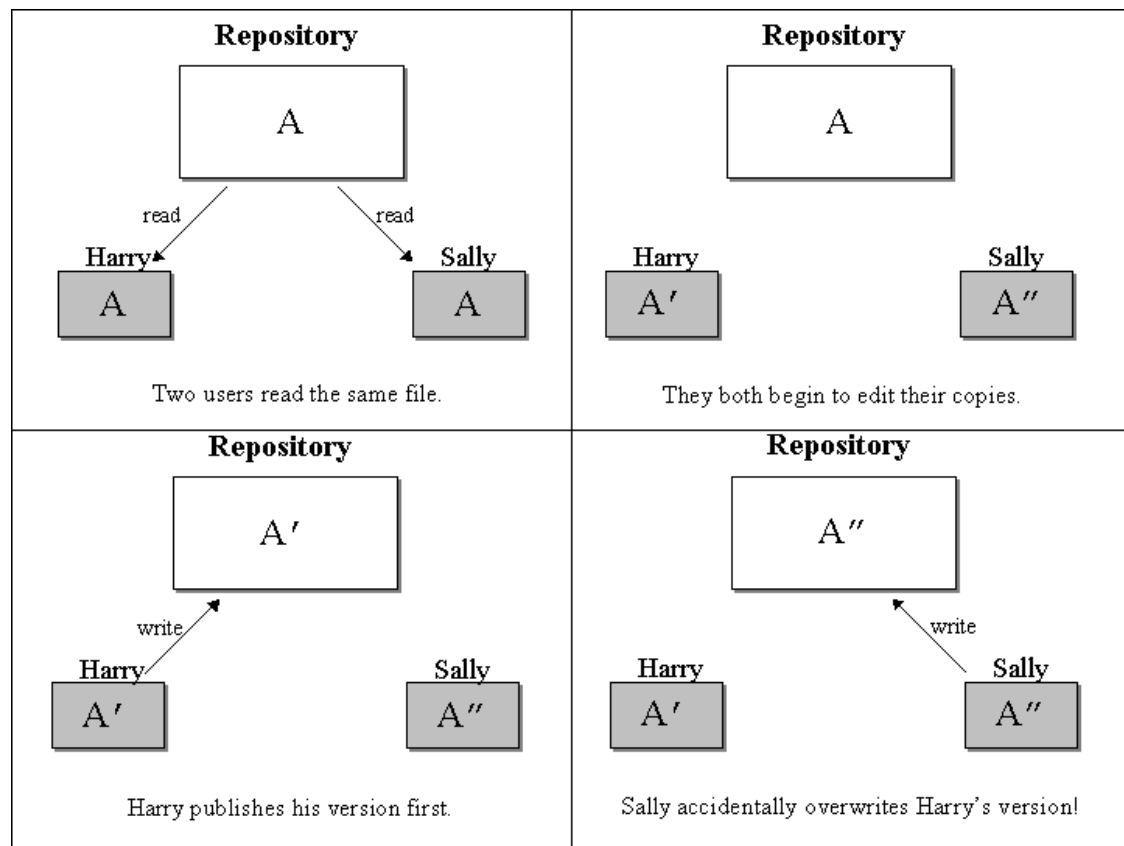 Repository
A
read
read
Harry
Sally
A
A
Two users read the same file.
Repository
A
Harry
Sally
A′
A″
They both begin to edit their copies.
Repository
A′
write
Harry
Sally
A′
A″
Harry publishes his version first.
Repository
A″
write
Harry
Sally
A′
A″
Sally accidentally overwrites Harry’s version!